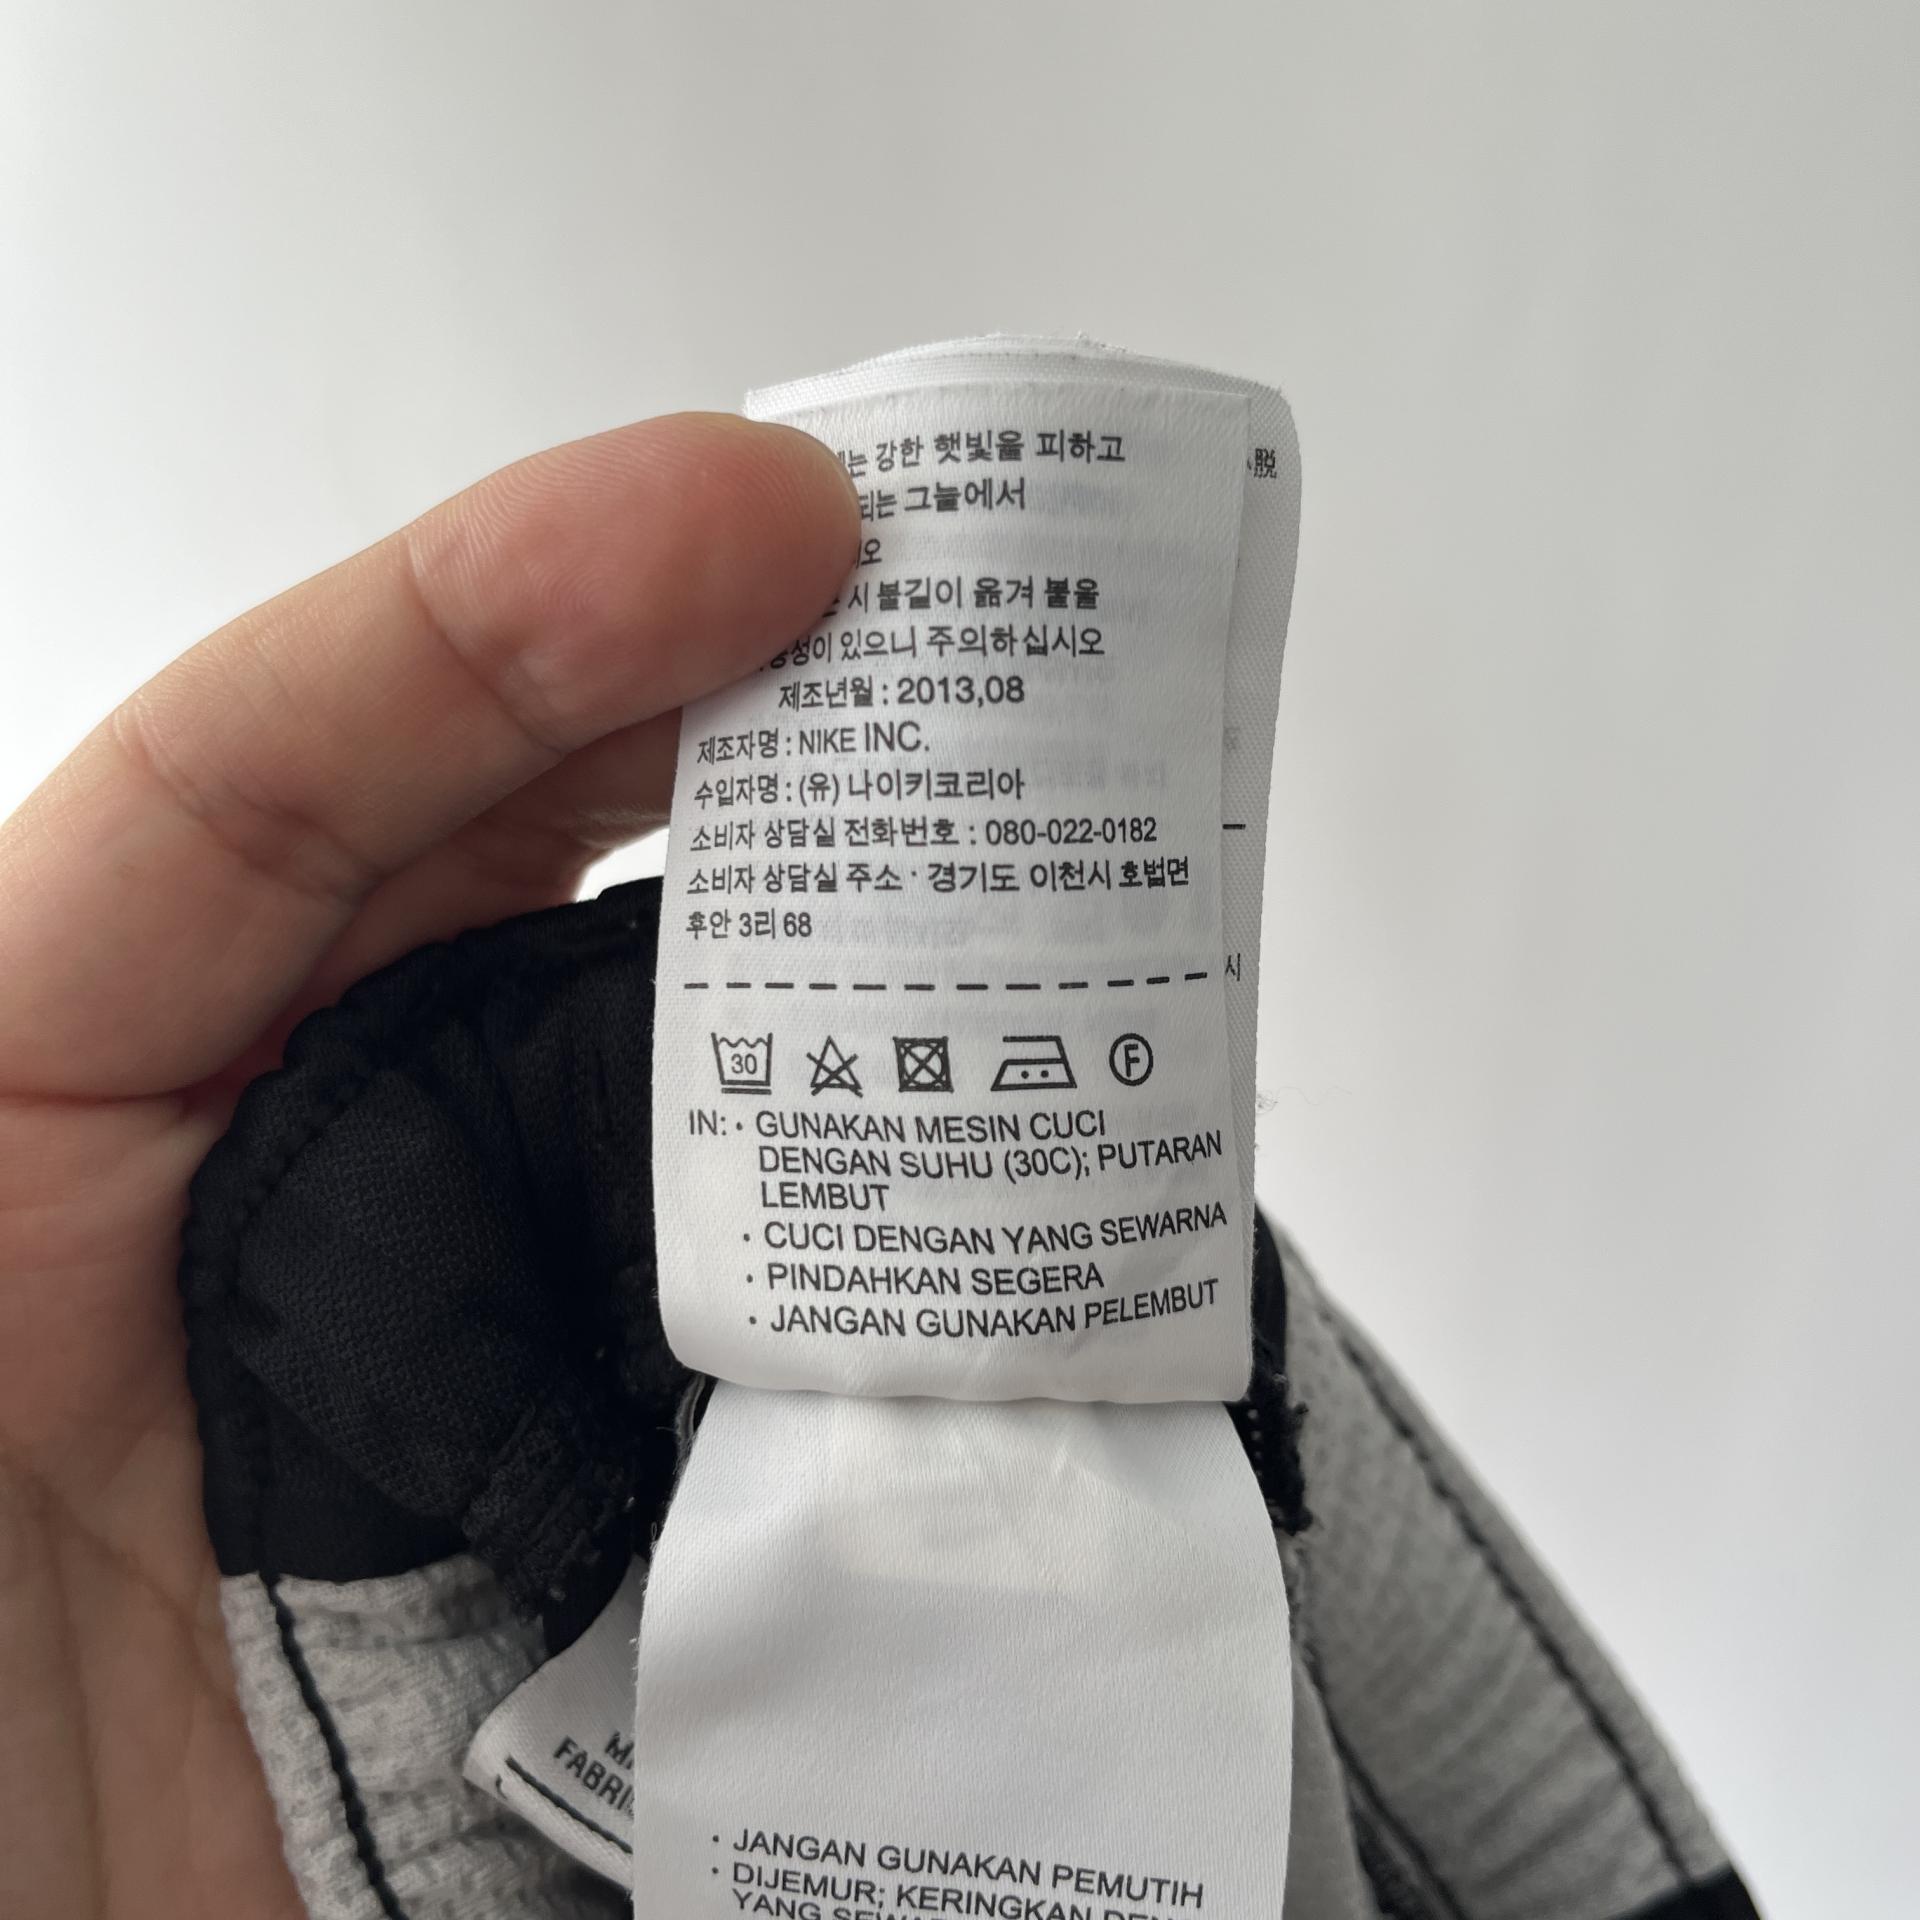 강한 햇빛을 피하고
그늘에서
시 불길이 옮겨 붙을
있으니 주의하십시오
제조년월 : 2013,08
제조자명 : NIKE INC.
수입자명 : (유) 나이키코리아
소비자 상담실 전화번호 : 080-022-0182
소비자 상담실 주소 · 경기도 이천시 호법면
후안 3리 68
脱
시
30
F
IN: · GUNAKAN MESIN CUCI
DENGAN SUHU (30C); PUTARAN
LEMBUT
· CUCI DENGAN YANG SEWARNA
· PINDAHKAN SEGERA
· JANGAN GUNAKAN PELEMBUT
· JANGAN GUNAKAN PEMUTIH
· DIJEMUR; KERINGKAN
YANG